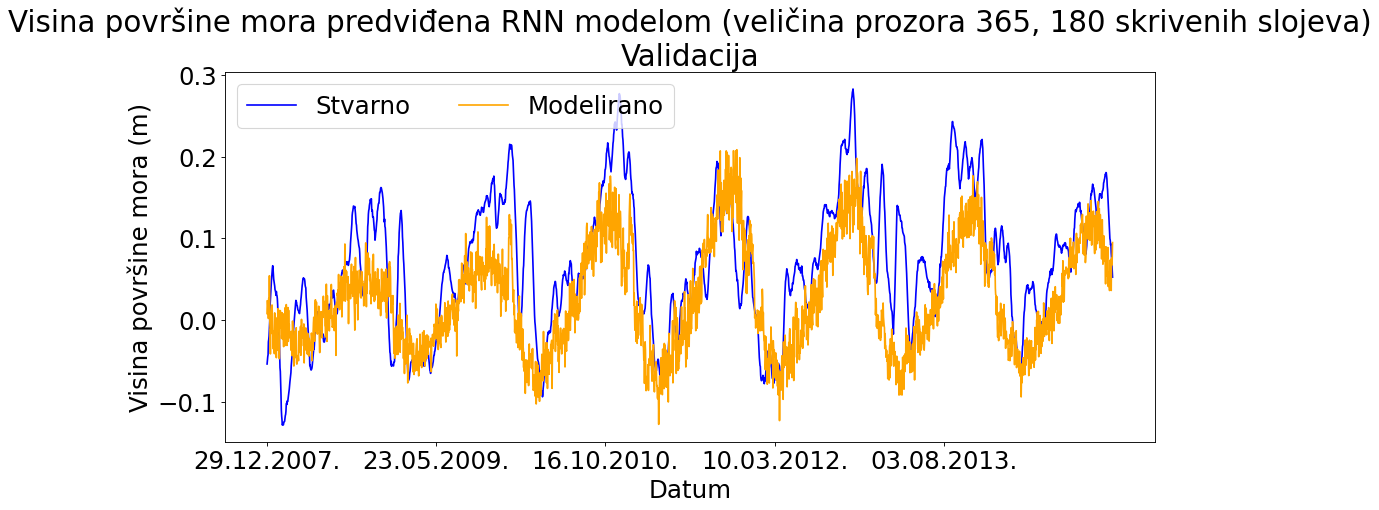 Visina površine mora predviđena RNN modelom (veličina prozora 365, 180 skrivenih slojeva)
Validacija
Stvarno
Modelirano
Visina površine mora (m)
0.3
0.2
0.1
0.0
−0.1
29.12.2007.
23.05.2009.
16.10.2010.
10.03.2012.
03.08.2013.
Datum